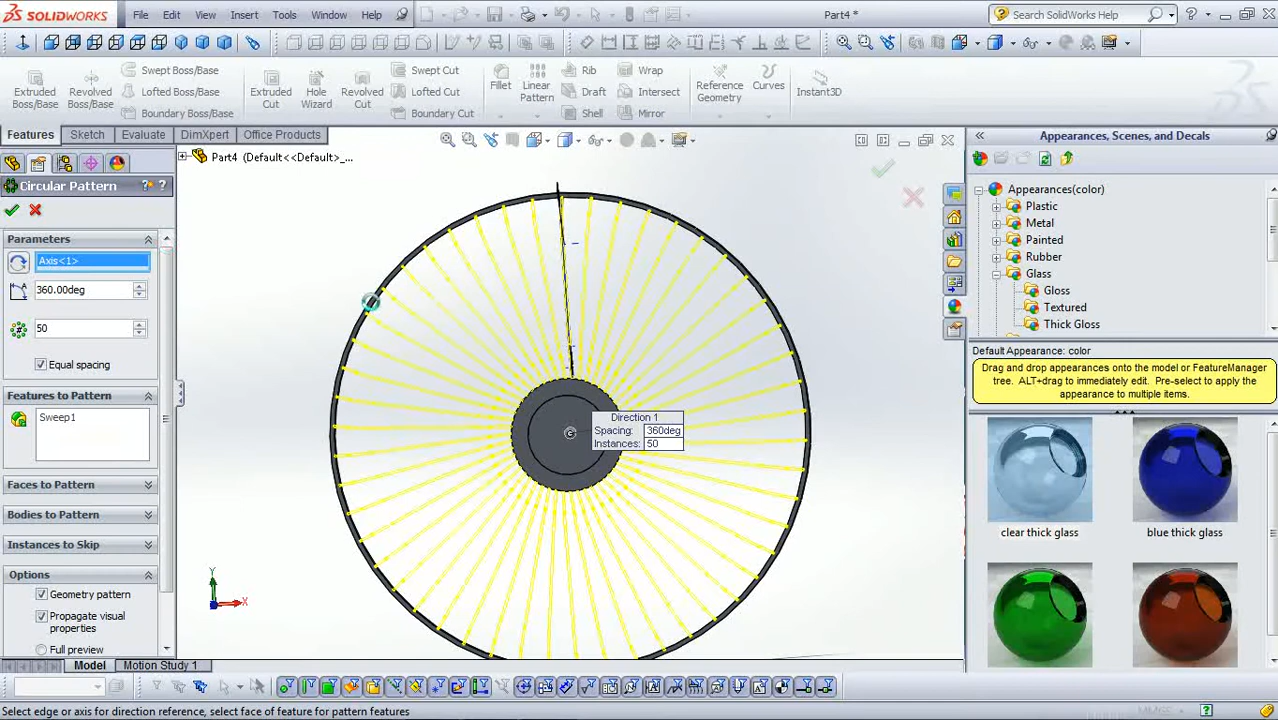 SOLIDWORKS File Edit View Insert Tools Window Help Part4 * Search SolidWorks Help
Extruded Boss/Base
Revolved Boss/Base
Swept Boss/Base
Lofted Boss/Base
Boundary Boss/Base
Extruded Cut
Hole Wizard
Revolved Cut
Swept Cut
Lofted Cut
Boundary Cut
Fillet
Linear Pattern
Rib
Draft
Shell
Wrap
Intersect
Mirror
Reference Geometry
Curves
Instant3D
Features Sketch Evaluate DimXpert Office Products
Part4 (Default<<Default>_...
Circular Pattern
Parameters
Axis<1>
360.00deg
50
Equal spacing
Features to Pattern
Sweep1
Faces to Pattern
Bodies to Pattern
Instances to Skip
Options
Geometry pattern
Propagate visual
properties
Full preview
Direction 1
Spacing: 360deg
Instances: 50
Y
X
Appearances, Scenes, and Decals
Appearances(color)
Plastic
Metal
Painted
Rubber
Glass
Gloss
Textured
Thick Gloss
Default Appearance: color
Drag and drop appearances onto the model or FeatureManager
tree. ALT+drag to immediately edit. Pre-select to apply the
appearance to multiple items.
clear thick glass
blue thick glass
Model Motion Study 1
Select edge or axis for direction reference, select face of feature for pattern features